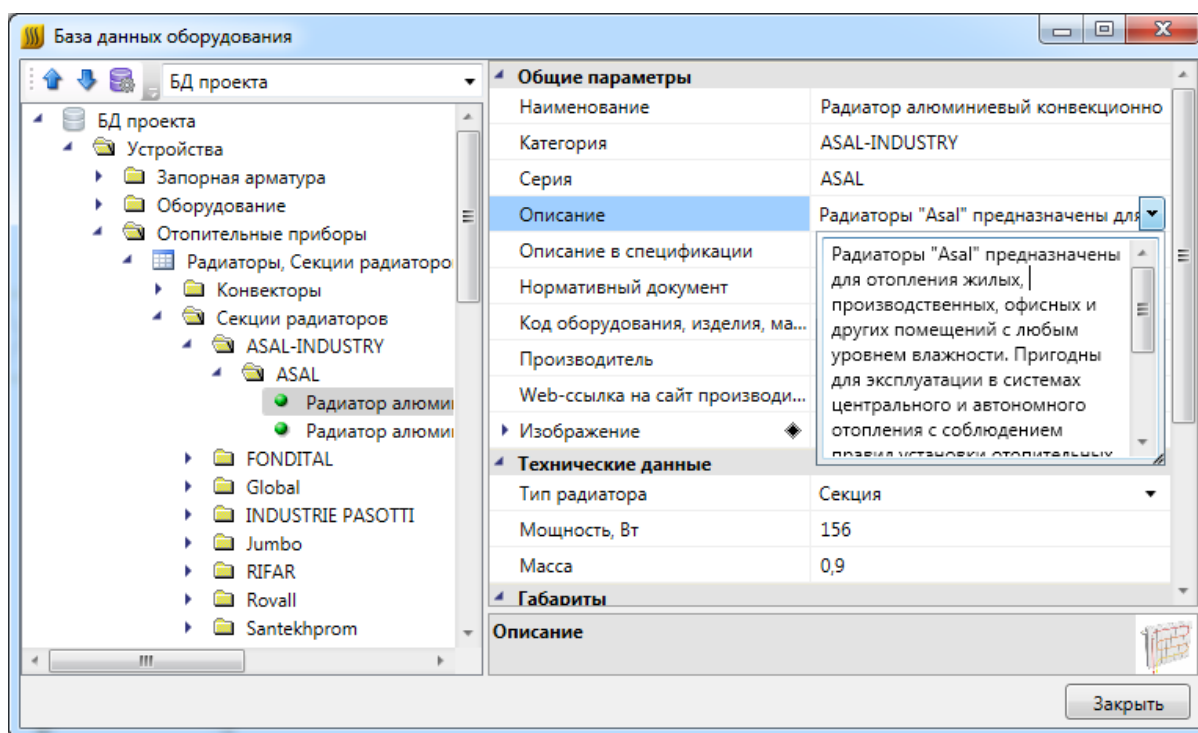 База данных оборудования
БД проекта
БД проекта
Устройства
Запорная арматура
Оборудование
Отопительные приборы
Радиаторы, Секции радиаторо
Конвекторы
Секции радиаторов
ASAL-INDUSTRY
ASAL
Радиатор алюми
Радиатор алюми
FONDITAL
Global
INDUSTRIE PASOTTI
Jumbo
RIFAR
Rovall
Santekhprom
Общие параметры
Наименование Радиатор алюминиевый конвекционно
Категория ASAL-INDUSTRY
Серия ASAL
Описание Радиаторы "Asal" предназначены для
Описание в спецификации
Нормативный документ
Код оборудования, изделия, ма...
Производитель
Web-ссылка на сайт производи...
Изображение
Радиаторы "Asal" предназначены
для отопления жилых,
производственных, офисных и
других помещений с любым
уровнем влажности. Пригодны
для эксплуатации в системах
центрального и автономного
отопления с соблюдением
правил установки отопительных
Технические данные
Тип радиатора Секция
Мощность, Вт 156
Масса 0,9
Габариты
Описание
Закрыть